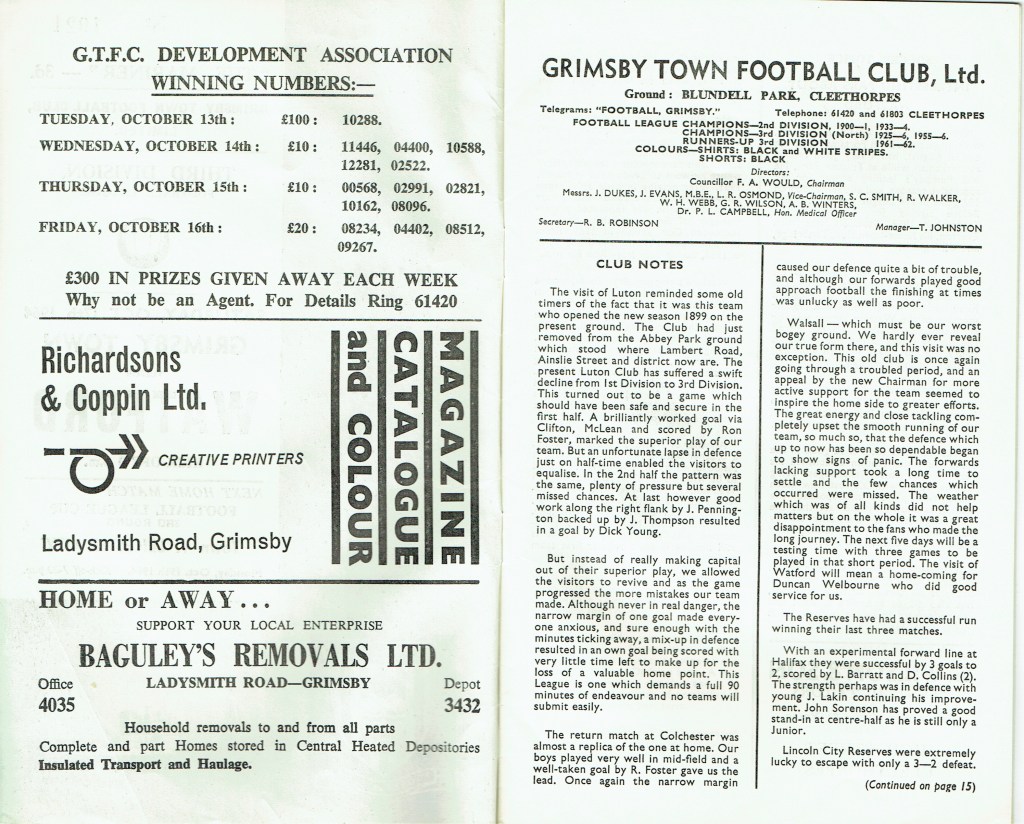 G.T.F.C. DEVELOPMENT ASSOCIATION
WINNING NUMBERS:—
TUESDAY, OCTOBER 13th: £100: 10288.
WEDNESDAY, OCTOBER 14th: £10: 11446, 04400, 10588,
12281, 02522.
THURSDAY, OCTOBER 15th: £10: 00568, 02991, 02821,
10162, 08096.
FRIDAY, OCTOBER 16th: £20: 08234, 04402, 08512,
09267.
£300 IN PRIZES GIVEN AWAY EACH WEEK
Why not be an Agent. For Details Ring 61420
Richardsons
& Coppin Ltd.
CREATIVE PRINTERS
Ladysmith Road, Grimsby
MAGAZINE
CATALOGUE
and COLOUR
HOME or AWAY...
SUPPORT YOUR LOCAL ENTERPRISE
BAGULEY'S REMOVALS LTD.
Office LADYSMITH ROAD—GRIMSBY Depot
4035 3432
Household removals to and from all parts
Complete and part Homes stored in Central Heated Depositories
Insulated Transport and Haulage.
GRIMSBY TOWN FOOTBALL CLUB, Ltd.
Ground: BLUNDELL PARK, CLEETHORPES
Telegrams: "FOOTBALL, GRIMSBY." Telephone: 61420 and 61803 CLEETHORPES
FOOTBALL LEAGUE CHAMPIONS—2nd DIVISION, 1900—1, 1933—4.
CHAMPIONS—3rd DIVISION (North) 1925—6, 1955—6.
RUNNERS-UP 3rd DIVISION 1961—62.
COLOURS—SHIRTS: BLACK and WHITE STRIPES.
SHORTS: BLACK
Directors:
Councillor F. A. WOULD, Chairman
Messrs. J. DUKES, J. EVANS, M.B.E., L. R. OSMOND, Vice-Chairman, S. C. SMITH, R. WALKER,
W. H. WEBB, G. R. WILSON, A. B. WINTERS,
Dr. P. L. CAMPBELL, Hon. Medical Officer
Secretary—R. B. ROBINSON Manager—T. JOHNSTON
CLUB NOTES
The visit of Luton reminded some old
timers of the fact that it was this team
who opened the new season 1899 on the
present ground. The Club had just
removed from the Abbey Park ground
which stood where Lambert Road,
Ainslie Street and district now are. The
present Luton Club has suffered a swift
decline from 1st Division to 3rd Division.
This turned out to be a game which
should have been safe and secure in the
first half. A brilliantly worked goal via
Clifton, McLean and scored by Ron
Foster, marked the superior play of our
team. But an unfortunate lapse in defence
just on half-time enabled the visitors to
equalise. In the 2nd half the pattern was
the same, plenty of pressure but several
missed chances. At last however good
work along the right flank by J. Penning-
ton backed up by J. Thompson resulted
in a goal by Dick Young.
But instead of really making capital
out of their superior play, we allowed
the visitors to revive and as the game
progressed the more mistakes our team
made. Although never in real danger, the
narrow margin of one goal made every-
one anxious, and sure enough with the
minutes ticking away, a mix-up in defence
resulted in an own goal being scored with
very little time left to make up for the
loss of a valuable home point. This
League is one which demands a full 90
minutes of endeavour and no teams will
submit easily.
The return match at Colchester was
almost a replica of the one at home. Our
boys played very well in mid-field and a
well-taken goal by R. Foster gave us the
lead. Once again the narrow margin
caused our defence quite a bit of trouble,
and although our forwards played good
approach football the finishing at times
was unlucky as well as poor.
Walsall — which must be our worst
bogey ground. We hardly ever reveal
our true form there, and this visit was no
exception. This old club is once again
going through a troubled period, and an
appeal by the new Chairman for more
active support for the team seemed to
inspire the home side to greater efforts.
The great energy and close tackling com-
pletely upset the smooth running of our
team, so much so, that the defence which
up to now has been so dependable began
to show signs of panic. The forwards
lacking support took a long time to
settle and the few chances which
occurred were missed. The weather
which was of all kinds did not help
matters but on the whole it was a great
disappointment to the fans who made the
long journey. The next five days will be a
testing time with three games to be
played in that short period. The visit of
Watford will mean a home-coming for
Duncan Welbourne who did good
service for us.
The Reserves have had a successful run
winning their last three matches.
With an experimental forward line at
Halifax they were successful by 3 goals to
2, scored by L. Barratt and D. Collins (2).
The strength perhaps was in defence with
young J. Lakin continuing his improve-
ment. John Sorenson has proved a good
stand-in at centre-half as he is still only a
Junior.
Lincoln City Reserves were extremely
lucky to escape with only a 3—2 defeat.
(Continued on page 15)